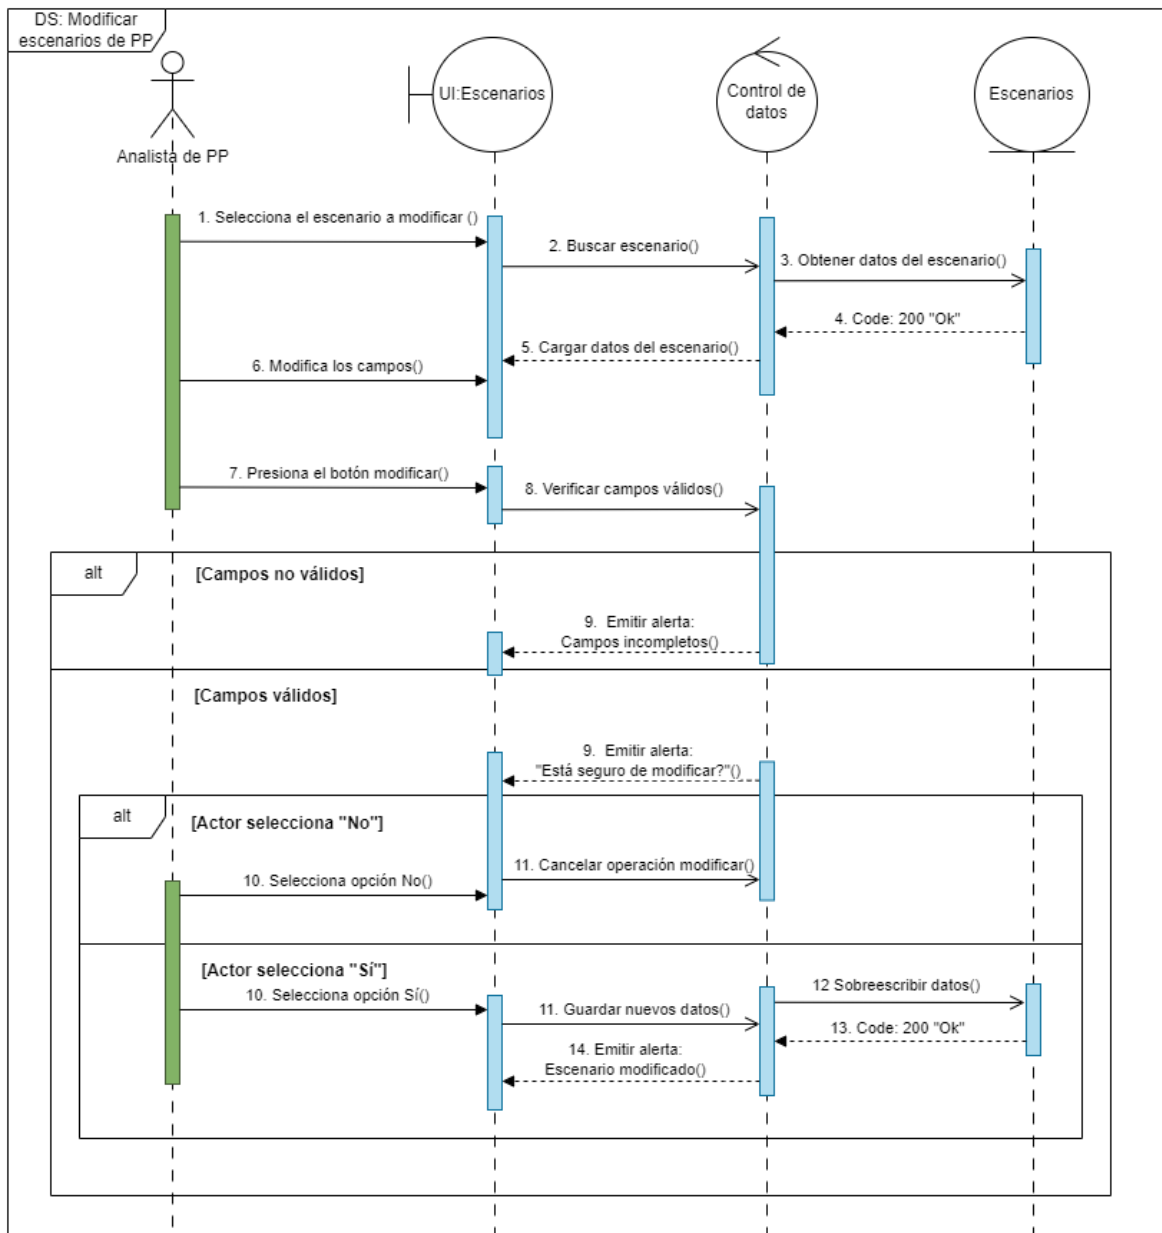 DS: Modificar
escenarios de PP
UI:Escenarios
Control de
datos
Escenarios
Analista de PP
1. Selecciona el escenario a modificar ()
2. Buscar escenario()
3. Obtener datos del escenario()
4. Code: 200 "Ok"
5. Cargar datos del escenario()
6. Modifica los campos()
7. Presiona el botón modificar()
8. Verificar campos válidos()
alt
[Campos no válidos]
9. Emitir alerta:
Campos incompletos()
[Campos válidos]
9. Emitir alerta:
"Está seguro de modificar?"()
alt
[Actor selecciona "No"]
10. Selecciona opción No()
11. Cancelar operación modificar()
[Actor selecciona "Sí"]
10. Selecciona opción Sí()
11. Guardar nuevos datos()
12 Sobreescribir datos()
13. Code: 200 "Ok"
14. Emitir alerta:
Escenario modificado()